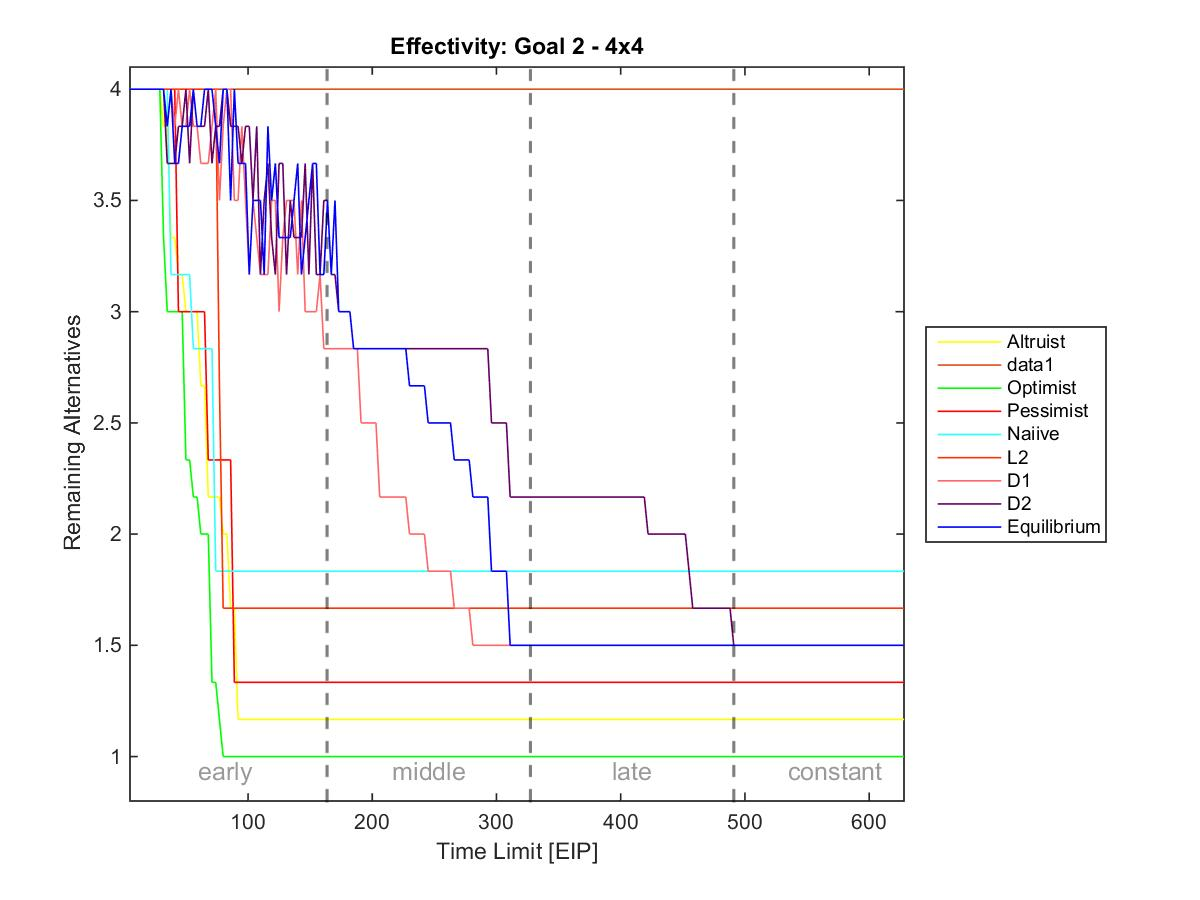 Effectivity: Goal 2 - 4x4
Remaining Alternatives
4
3.5
3
2.5
2
1.5
1
early middle late constant
100 200 300 400 500 600
Time Limit [EIP]
Altruist
data1
Optimist
Pessimist
Naiive
L2
D1
D2
Equilibrium